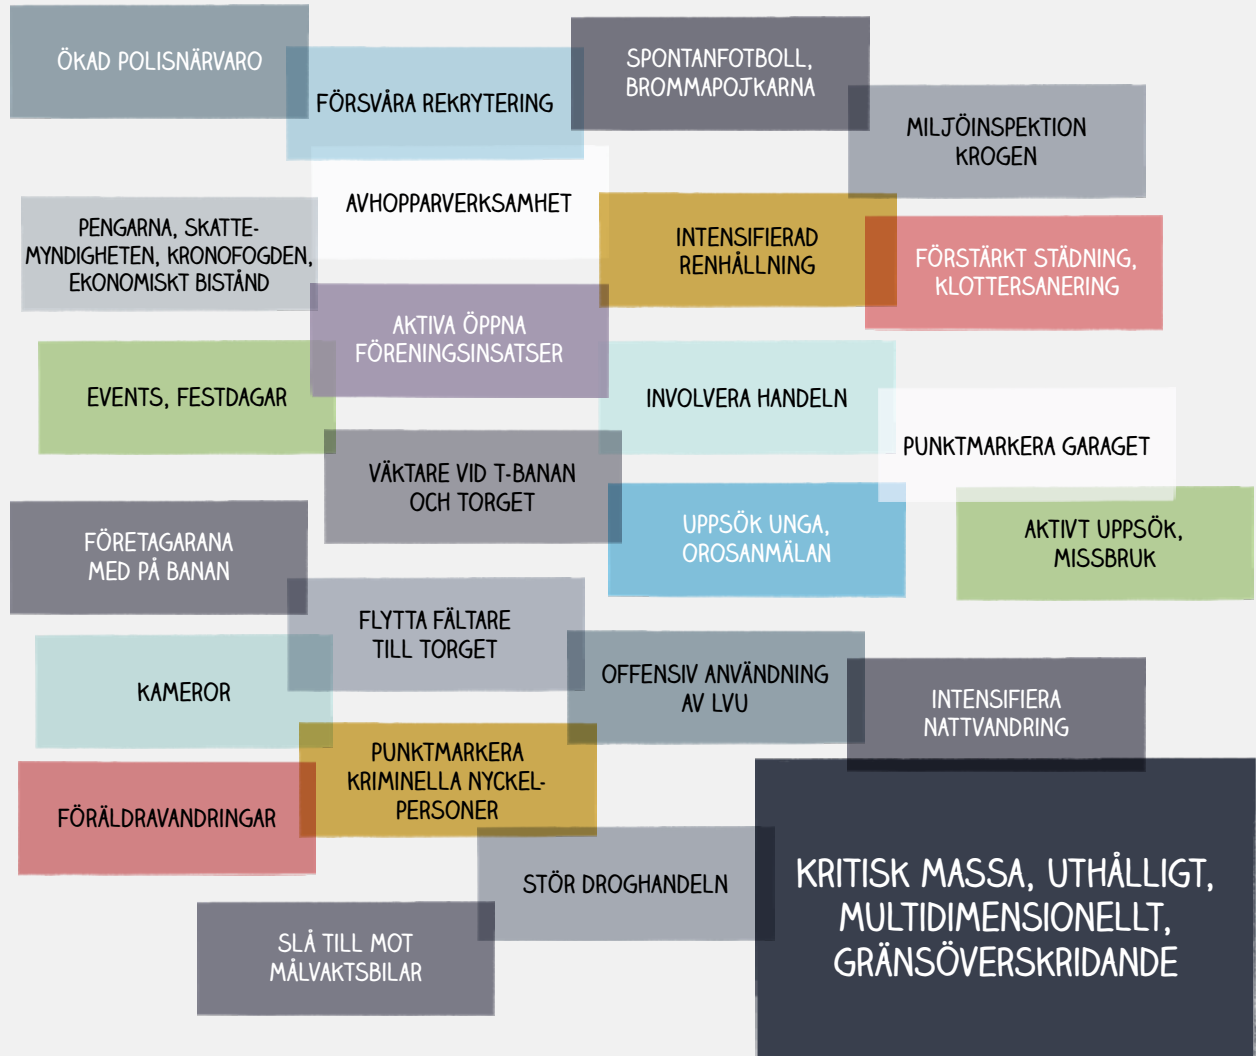 ÖKAD POLISNÄRVARO
FÖRSVÅRA REKRYTERING
SPONTANFOTBOLL,
BROMMAPOJKARNA
MILJÖINSPEKTION
KROGEN
AVHOPPARVERKSAMHET
PENGARNA, SKATTE-
MYNDIGHETEN, KRONOFOGDEN,
EKONOMISKT BISTÅND
INTENSIFIERAD
RENHÅLLNING
FÖRSTÄRKT STÄDNING,
KLOTTERSANERING
AKTIVA ÖPPNA
FÖRENINGSINSATSER
EVENTS, FESTDAGAR
INVOLVERA HANDELN
PUNKTMARKERA GARAGET
VÄKTARE VID T-BANAN
OCH TORGET
UPPSÖK UNGA,
OROSANMÄLAN
AKTIVT UPPSÖK,
MISSBRUK
FÖRETAGARANA
MED PÅ BANAN
FLYTTA FÄLTARE
TILL TORGET
KAMEROR
OFFENSIV ANVÄNDNING
AV LVU
INTENSIFIERA
NATTVANDRING
PUNKTMARKERA
KRIMINELLA NYCKEL-
PERSONER
FÖRÄLDRAVANDRINGAR
STÖR DROGHANDELN
KRITISK MASSA, UTHÅLLIGT,
MULTIDIMENSIONELLT,
GRÄNSÖVERSKRIDANDE
SLÅ TILL MOT
MÅLVAKTSBILAR